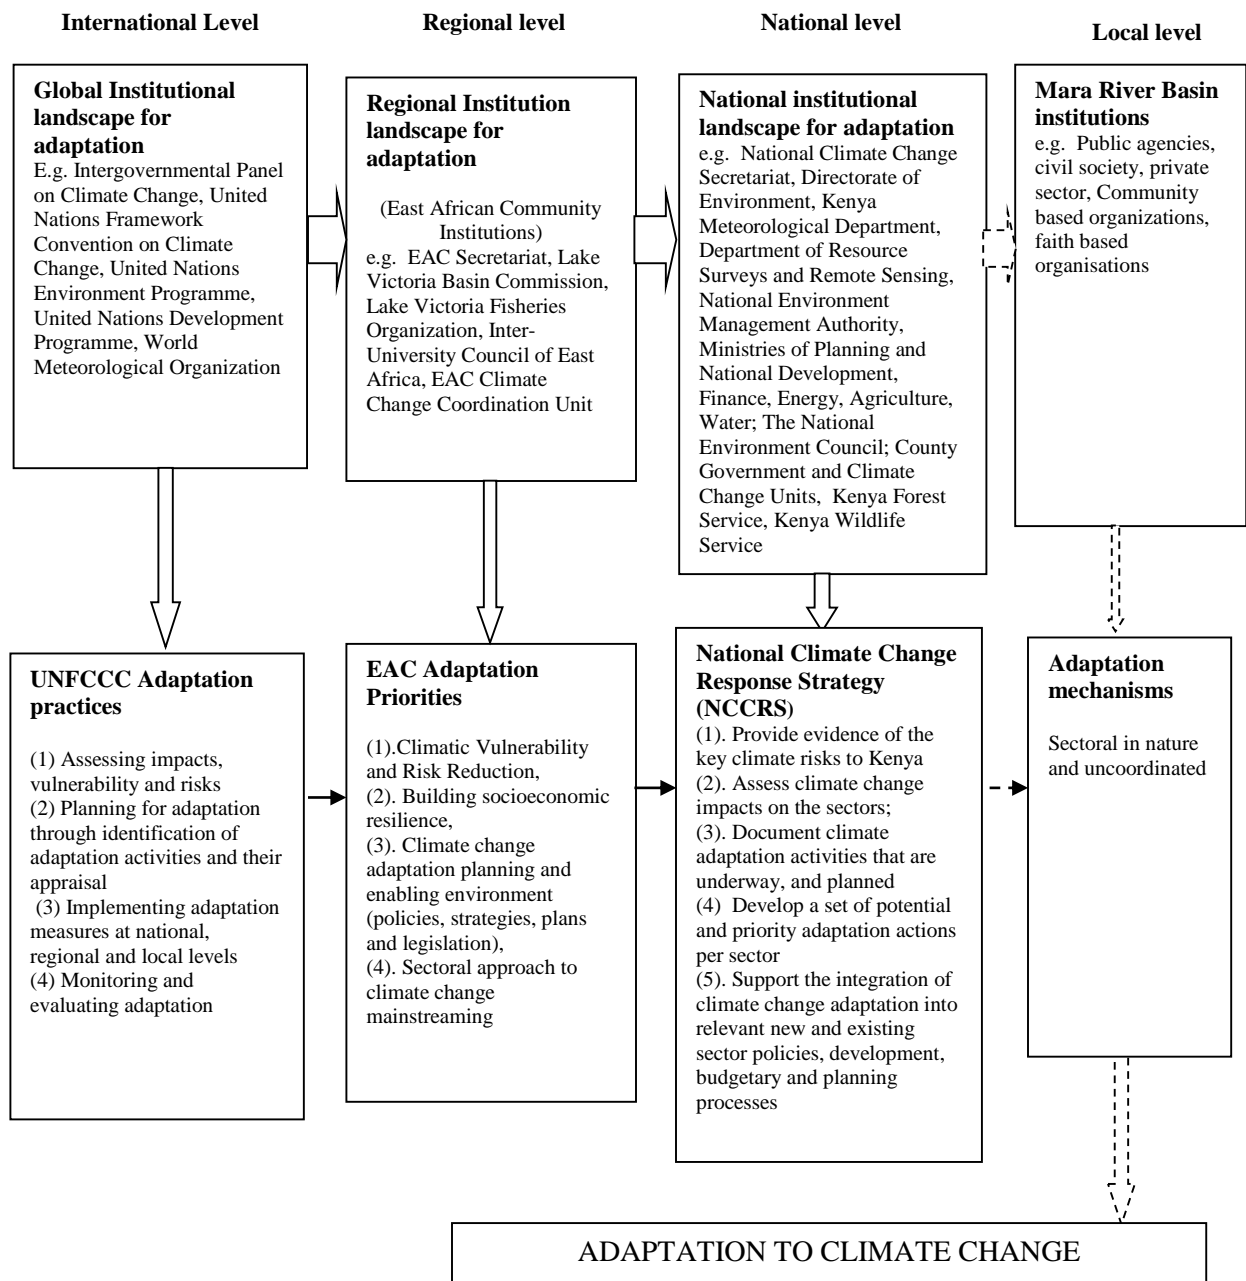 International Level
Regional level
National level
Local level
Global Institutional
landscape for
adaptation
E.g. Intergovernmental Panel
on Climate Change, United
Nations Framework
Convention on Climate
Change, United Nations
Environment Programme,
United Nations Development
Programme, World
Meteorological Organization
Regional Institution
landscape for
adaptation
(East African Community
Institutions)
e.g. EAC Secretariat, Lake
Victoria Basin Commission,
Lake Victoria Fisheries
Organization, Inter-
University Council of East
Africa, EAC Climate
Change Coordination Unit
National institutional
landscape for adaptation
e.g. National Climate Change
Secretariat, Directorate of
Environment, Kenya
Meteorological Department,
Department of Resource
Surveys and Remote Sensing,
National Environment
Management Authority,
Ministries of Planning and
National Development,
Finance, Energy, Agriculture,
Water; The National
Environment Council; County
Government and Climate
Change Units, Kenya Forest
Service, Kenya Wildlife
Service
Mara River Basin
institutions
e.g. Public agencies,
civil society, private
sector, Community
based organizations,
faith based
organisations
UNFCCC Adaptation
practices
(1) Assessing impacts,
vulnerability and risks
(2) Planning for adaptation
through identification of
adaptation activities and their
appraisal
(3) Implementing adaptation
measures at national,
regional and local levels
(4) Monitoring and
evaluating adaptation
EAC Adaptation
Priorities
(1).Climatic Vulnerability
and Risk Reduction,
(2). Building socioeconomic
resilience,
(3). Climate change
adaptation planning and
enabling environment
(policies, strategies, plans
and legislation),
(4). Sectoral approach to
climate change
mainstreaming
National Climate Change
Response Strategy
(NCCRS)
(1). Provide evidence of the
key climate risks to Kenya
(2). Assess climate change
impacts on the sectors;
(3). Document climate
adaptation activities that are
underway, and planned
(4) Develop a set of potential
and priority adaptation actions
per sector
(5). Support the integration of
climate change adaptation into
relevant new and existing
sector policies, development,
budgetary and planning
processes
Adaptation
mechanisms
Sectoral in nature
and uncoordinated
ADAPTATION TO CLIMATE CHANGE